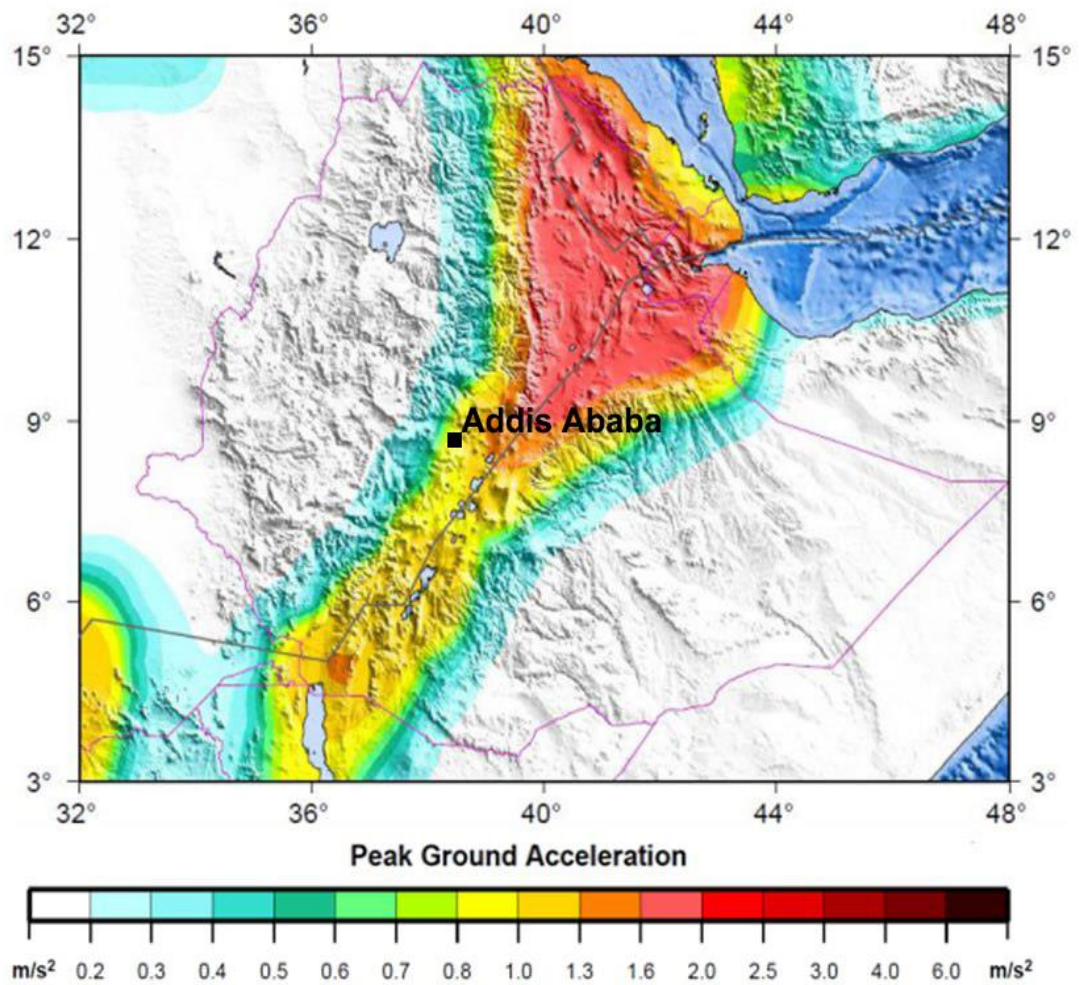 32° 36° 40° 44° 48°
15° 15°
12° 12°
Addis Ababa
9° 9°
6° 6°
3° 3°
32° 36° 40° 44° 48°
Peak Ground Acceleration
m/s² 0.2 0.3 0.4 0.5 0.6 0.7 0.8 1.0 1.3 1.6 2.0 2.5 3.0 4.0 6.0 m/s²